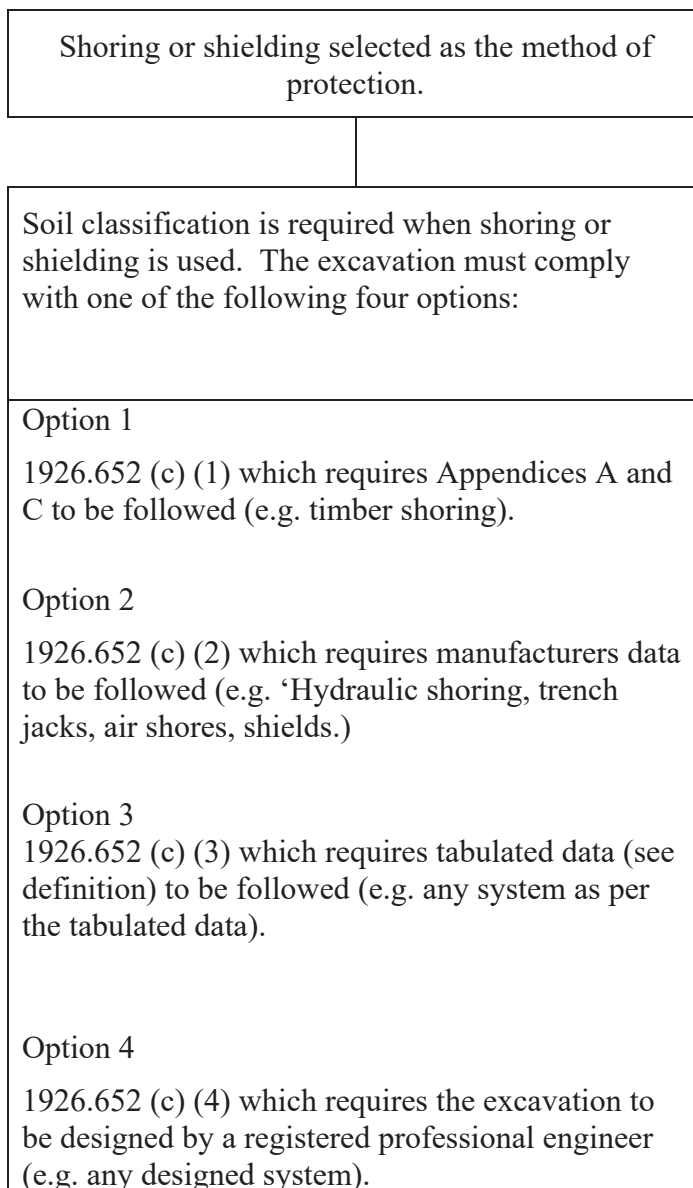 Shoring or shielding selected as the method of
protection.
Soil classification is required when shoring or
shielding is used.  The excavation must comply
with one of the following four options:
Option 1
1926.652 (c) (1) which requires Appendices A and
C to be followed (e.g. timber shoring).
Option 2
1926.652 (c) (2) which requires manufacturers data
to be followed (e.g. ‘Hydraulic shoring, trench
jacks, air shores, shields.)
Option 3
1926.652 (c) (3) which requires tabulated data (see
definition) to be followed (e.g. any system as per
the tabulated data).
Option 4
1926.652 (c) (4) which requires the excavation to
be designed by a registered professional engineer
(e.g. any designed system).